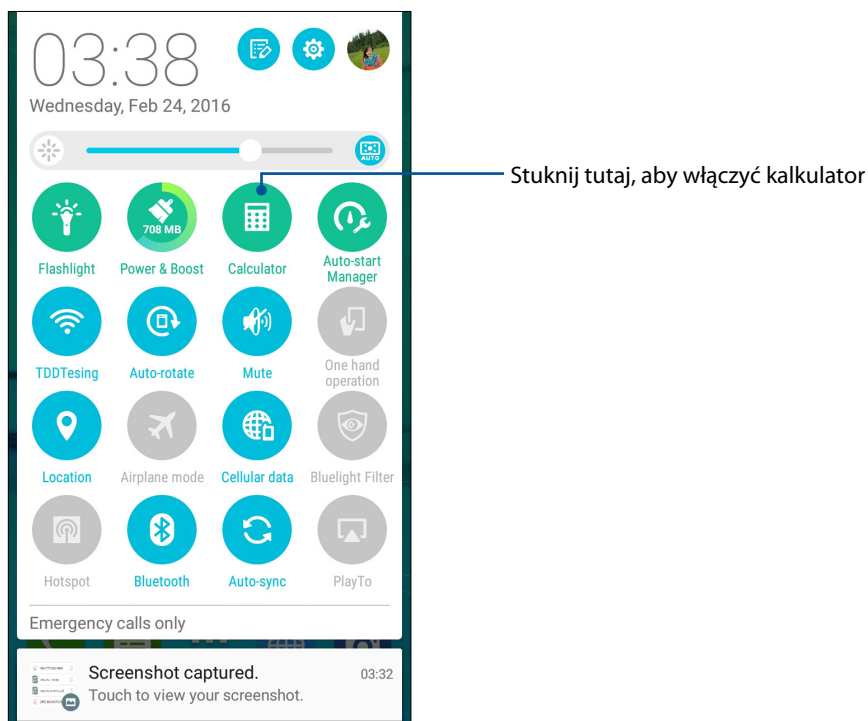 03:38
Wednesday, Feb 24, 2016
AUTO
Stuknij tutaj, aby włączyć kalkulator
708 MB
Flashlight Power & Boost Calculator Auto-start
Manager
TDDTesing Auto-rotate Mute One hand
operation
Location Airplane mode Cellular data Bluelight Filter
Hotspot Bluetooth Auto-sync PlayTo
Emergency calls only
Screenshot captured. 03:32
Touch to view your screenshot.